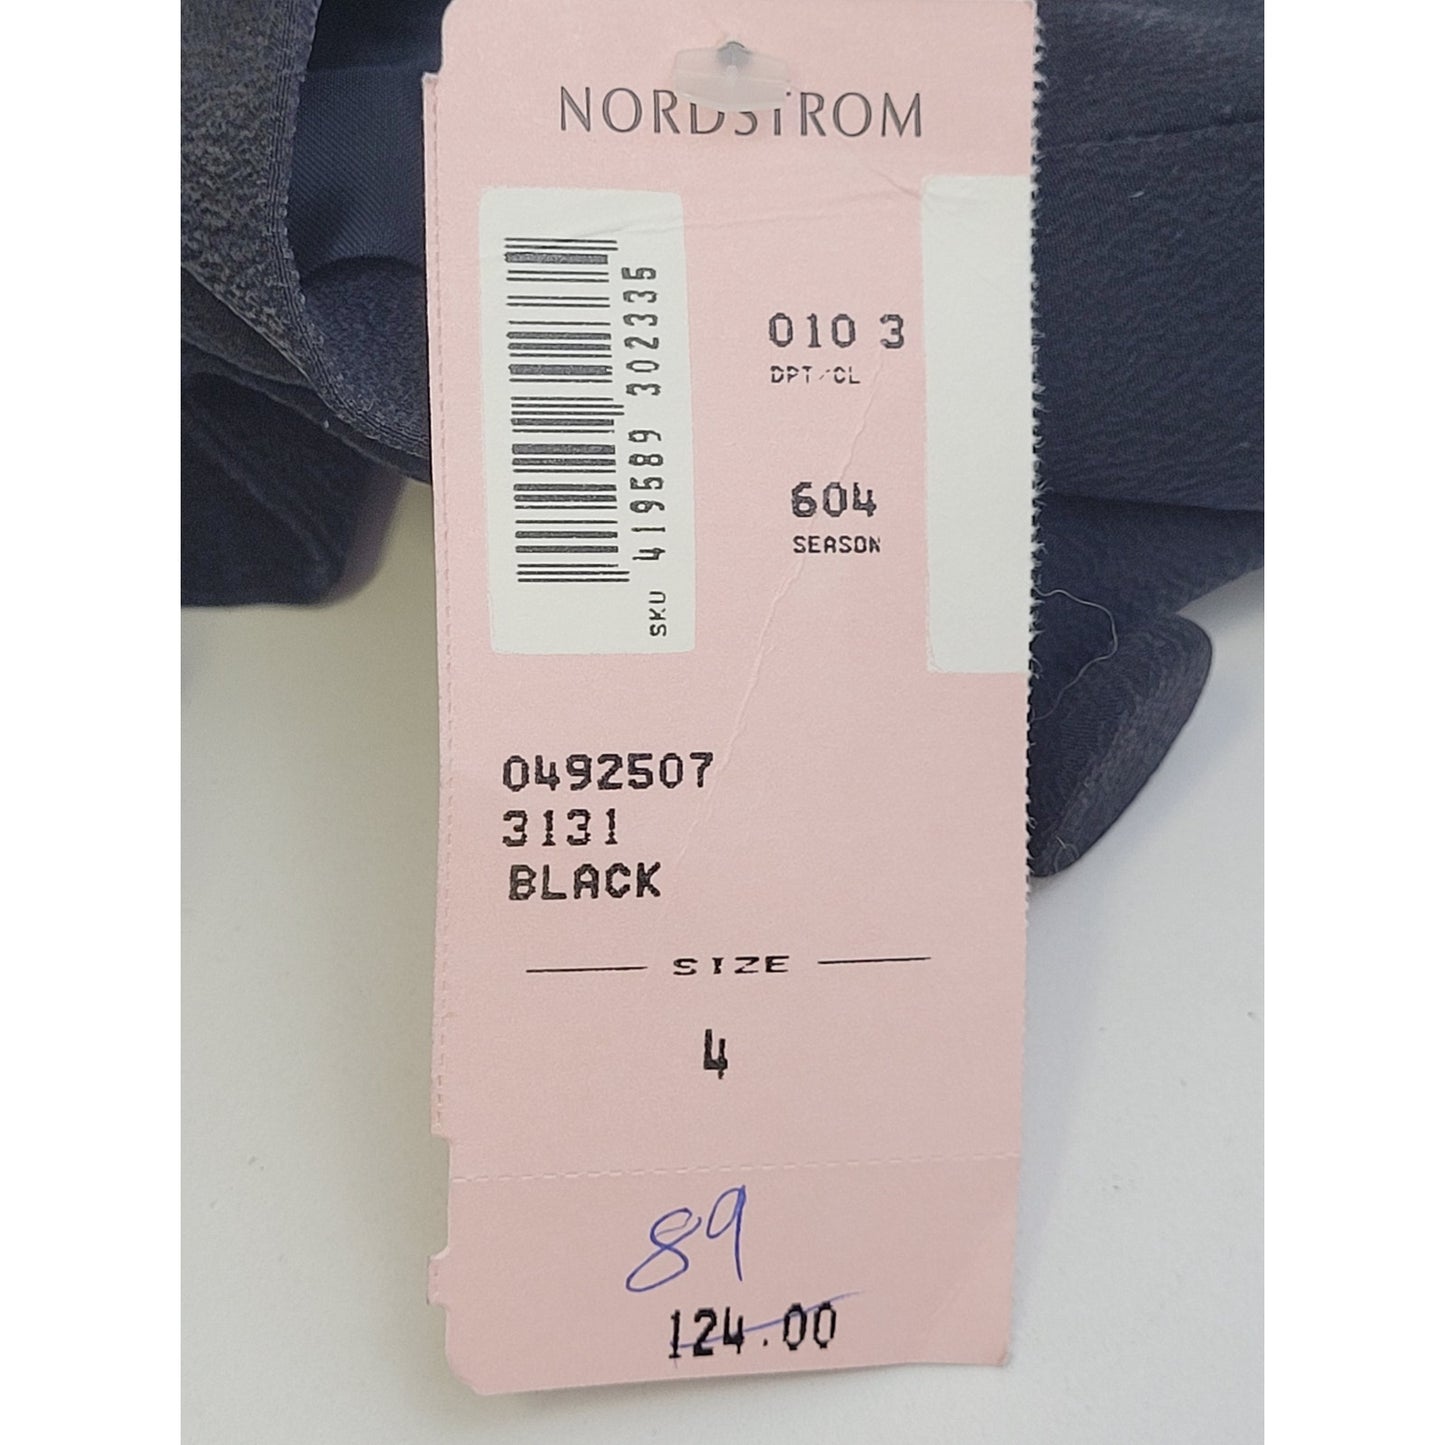 NORDSTROM
419589 302335
SKU
010 3
DPT/CL
604
SEASON
0492507
3131
BLACK
SIZE
4
89
124.00